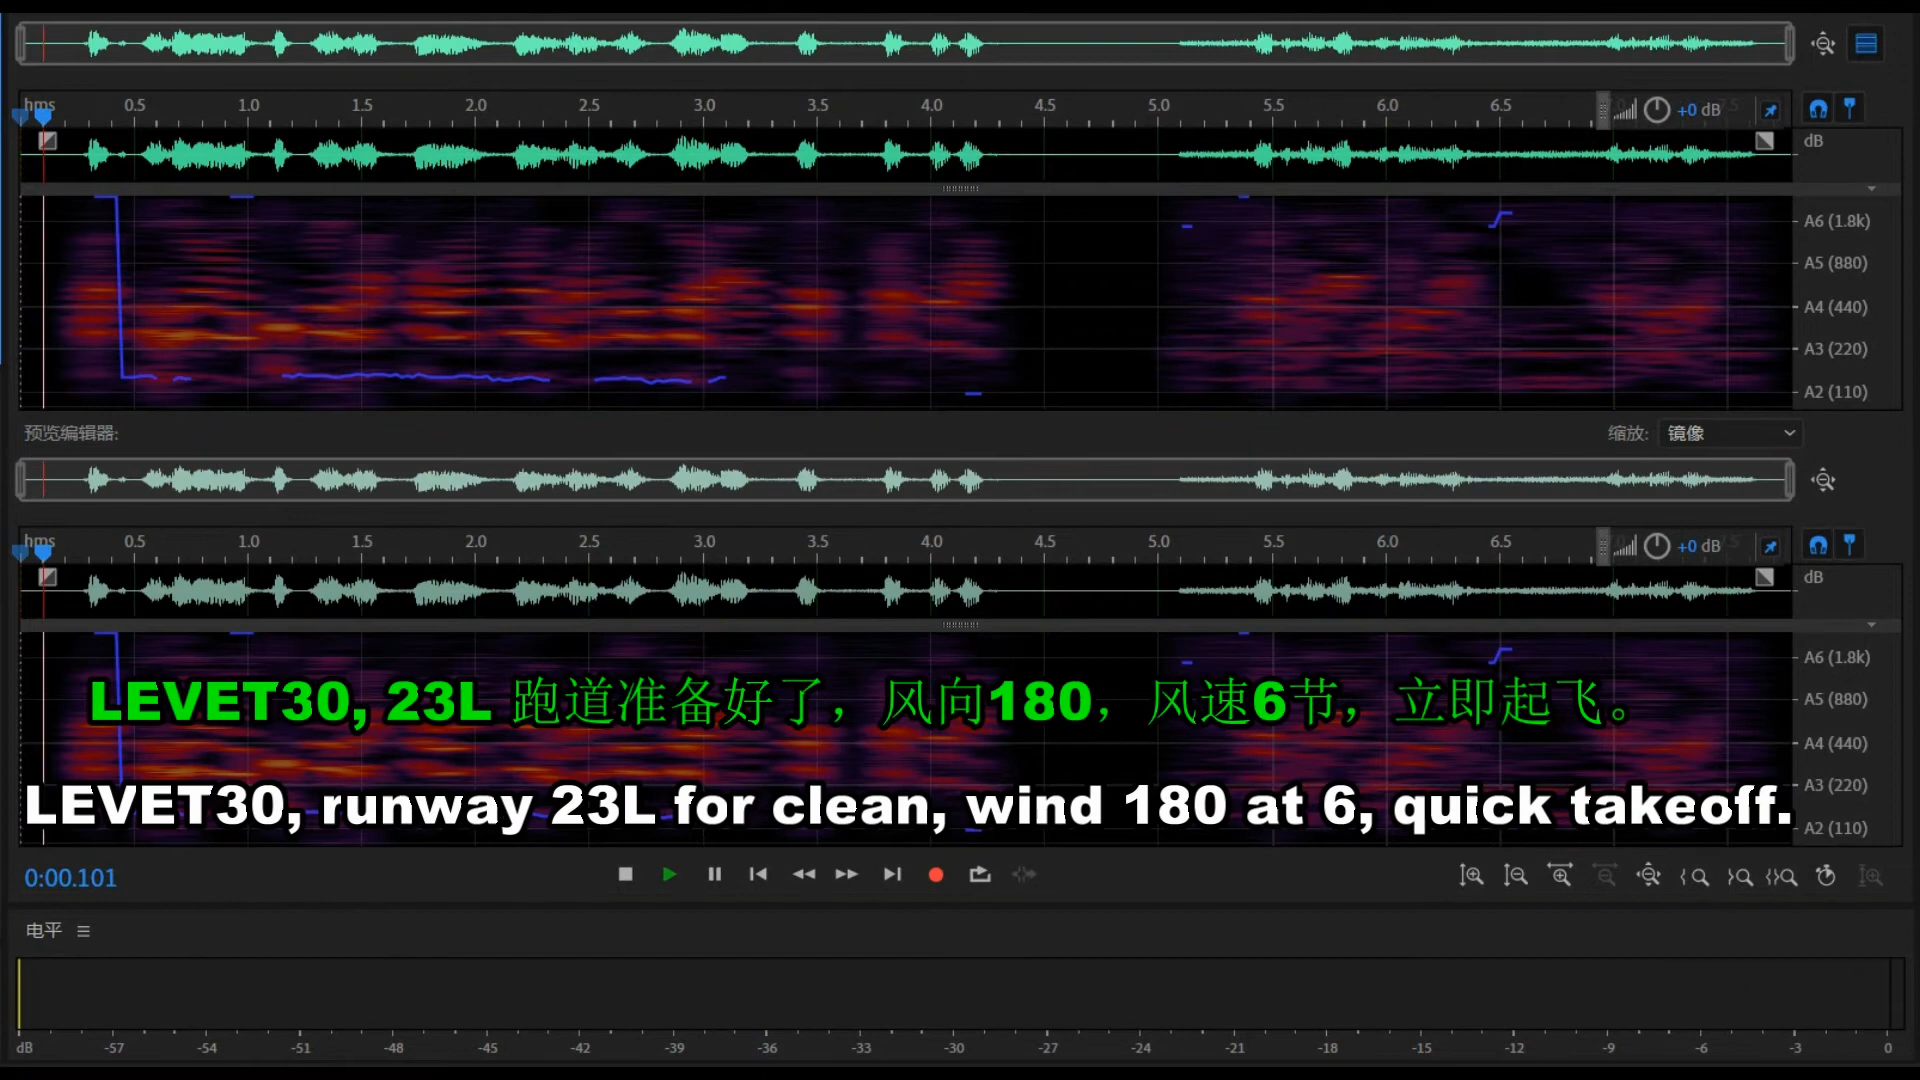 hms 0.5 1.0 1.5 2.0 2.5 3.0 3.5 4.0 4.5 5.0 5.5 6.0 6.5 +0 dB
dB
A6 (1.8k)
A5 (880)
A4 (440)
A3 (220)
A2 (110)
预览编辑器: 缩放: 镜像
hms 0.5 1.0 1.5 2.0 2.5 3.0 3.5 4.0 4.5 5.0 5.5 6.0 6.5 +0 dB
dB
A6 (1.8k)
LEVET30, 23L 跑道准备好了，风向180，风速6节，立即起飞。
A5 (880)
A4 (440)
A3 (220)
LEVET30, runway 23L for clean, wind 180 at 6, quick takeoff.
A2 (110)
0:00.101
电平
dB -57 -54 -51 -48 -45 -42 -39 -36 -33 -30 -27 -24 -21 -18 -15 -12 -9 -6 -3 0